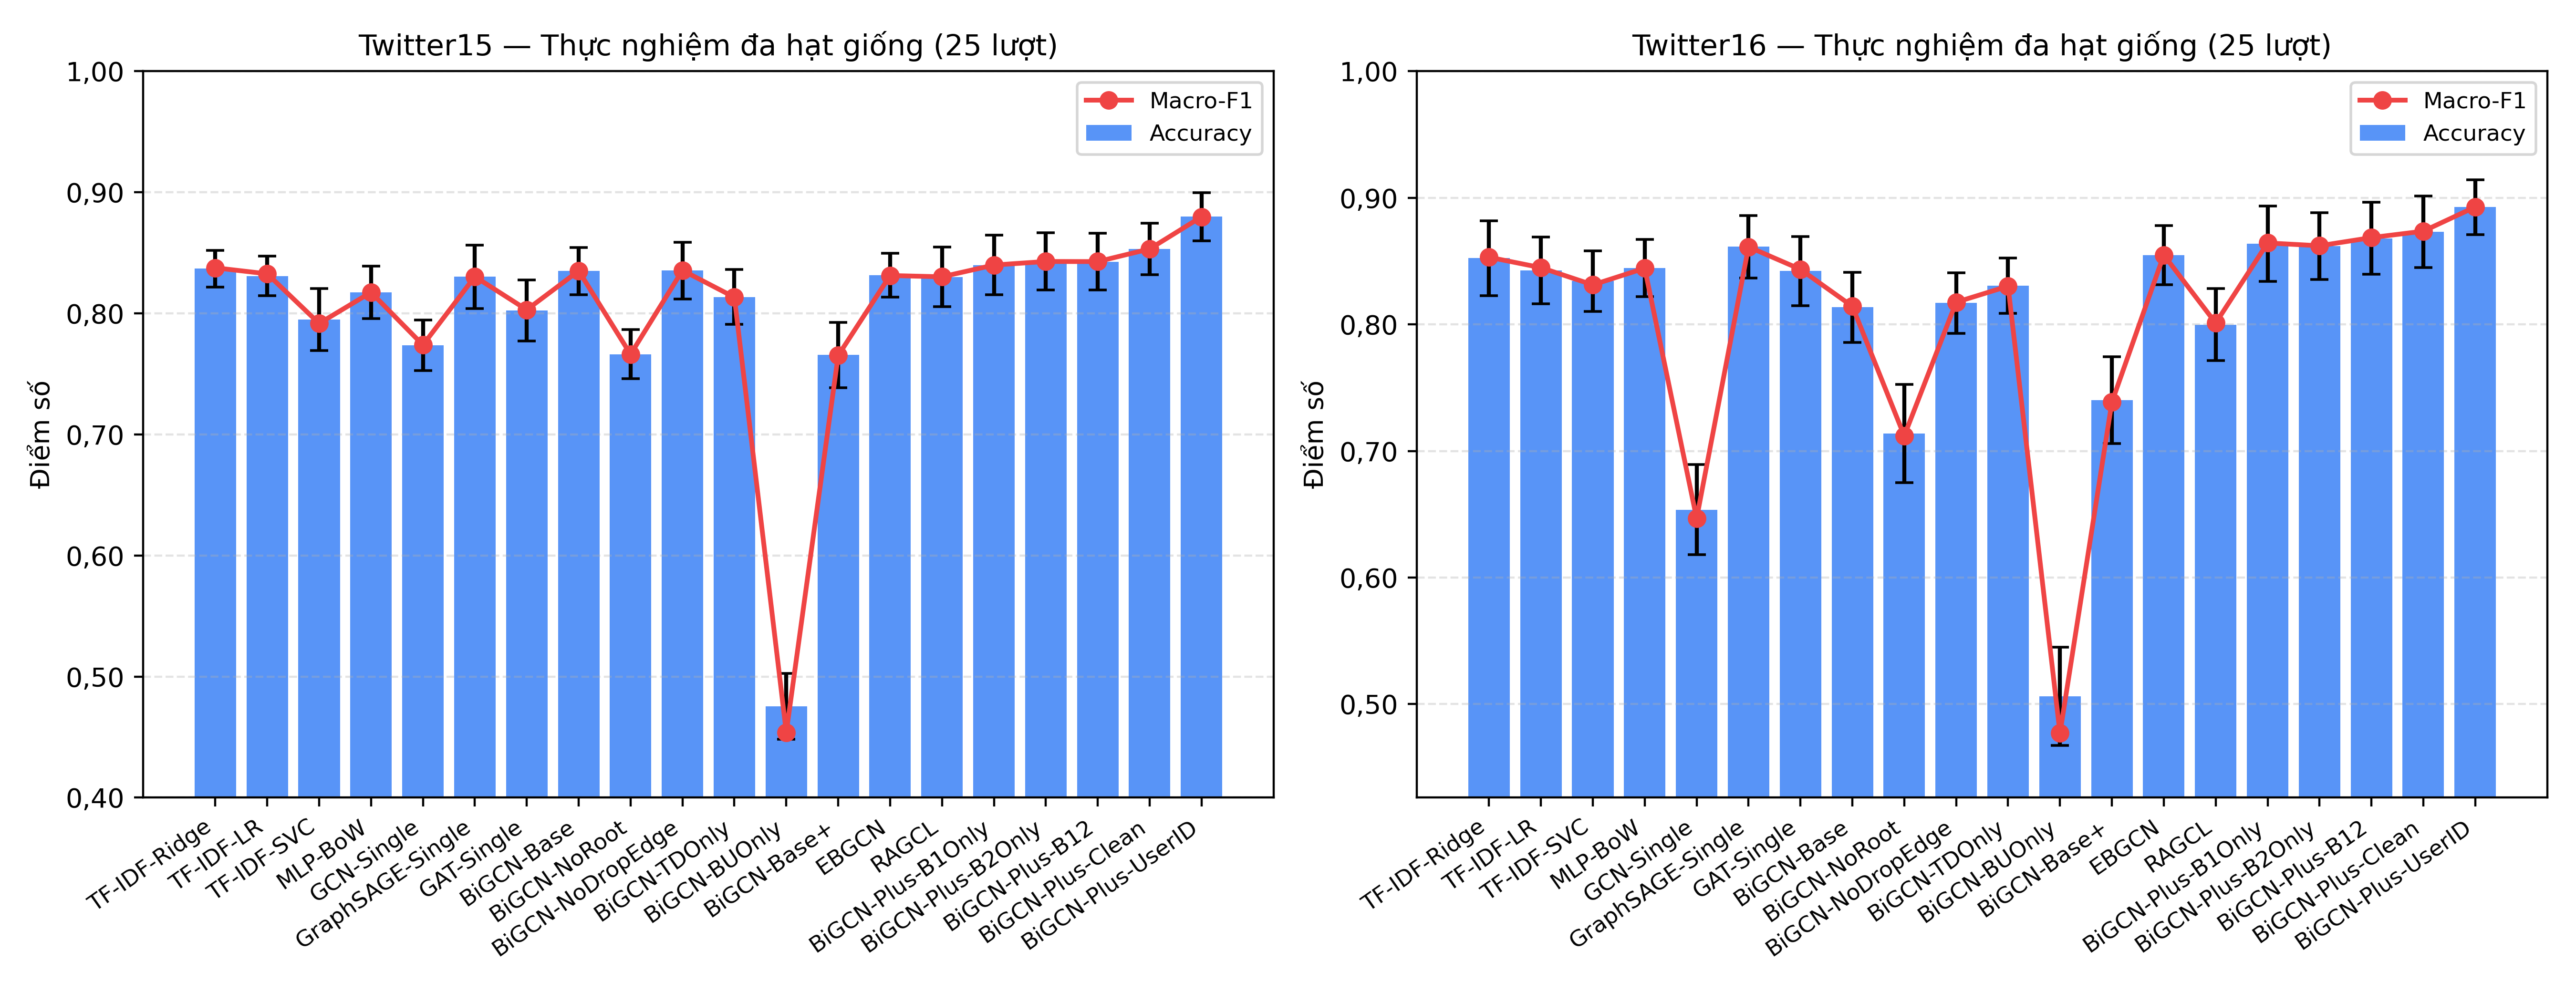 Twitter15 — Thực nghiệm đa hạt giống (25 lượt)
Macro-F1
Accuracy
Điểm số
1,00
0,90
0,80
0,70
0,60
0,50
0,40
TF-IDF-Ridge
TF-IDF-LR
TF-IDF-SVC
MLP-BoW
GCN-Single
GraphSAGE-Single
GAT-Single
BiGCN-Base
BiGCN-NoRoot
BiGCN-NoDropEdge
BiGCN-TDOnly
BiGCN-BUOnly
BiGCN-Base+
EBGCN
RAGCL
BiGCN-Plus-B1Only
BiGCN-Plus-B2Only
BiGCN-Plus-B12
BiGCN-Plus-Clean
BiGCN-Plus-UserID
Twitter16 — Thực nghiệm đa hạt giống (25 lượt)
Macro-F1
Accuracy
Điểm số
1,00
0,90
0,80
0,70
0,60
0,50
TF-IDF-Ridge
TF-IDF-LR
TF-IDF-SVC
MLP-BoW
GCN-Single
GraphSAGE-Single
GAT-Single
BiGCN-Base
BiGCN-NoRoot
BiGCN-NoDropEdge
BiGCN-TDOnly
BiGCN-BUOnly
BiGCN-Base+
EBGCN
RAGCL
BiGCN-Plus-B1Only
BiGCN-Plus-B2Only
BiGCN-Plus-B12
BiGCN-Plus-Clean
BiGCN-Plus-UserID